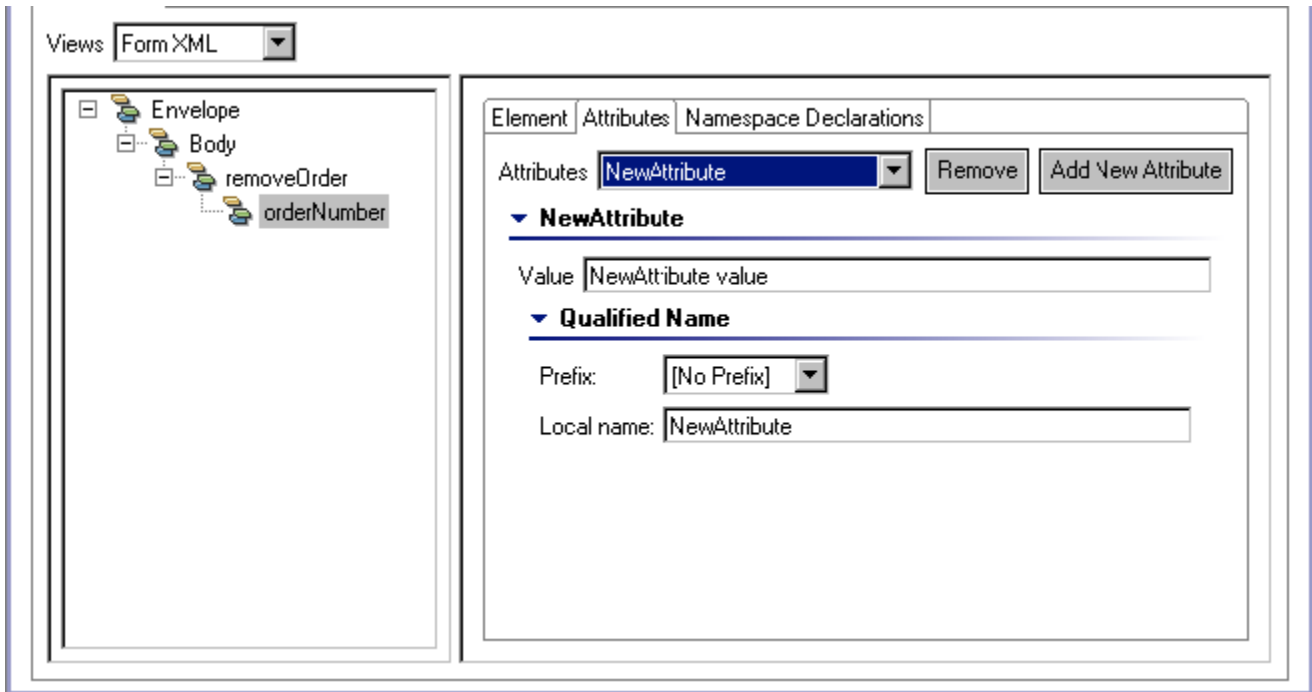 Views Form XML
Envelope
Body
removeOrder
orderNumber
Element Attributes Namespace Declarations
Attributes NewAttribute Remove Add New Attribute
NewAttribute
Value NewAttribute value
Qualified Name
Prefix: [No Prefix]
Local name: NewAttribute